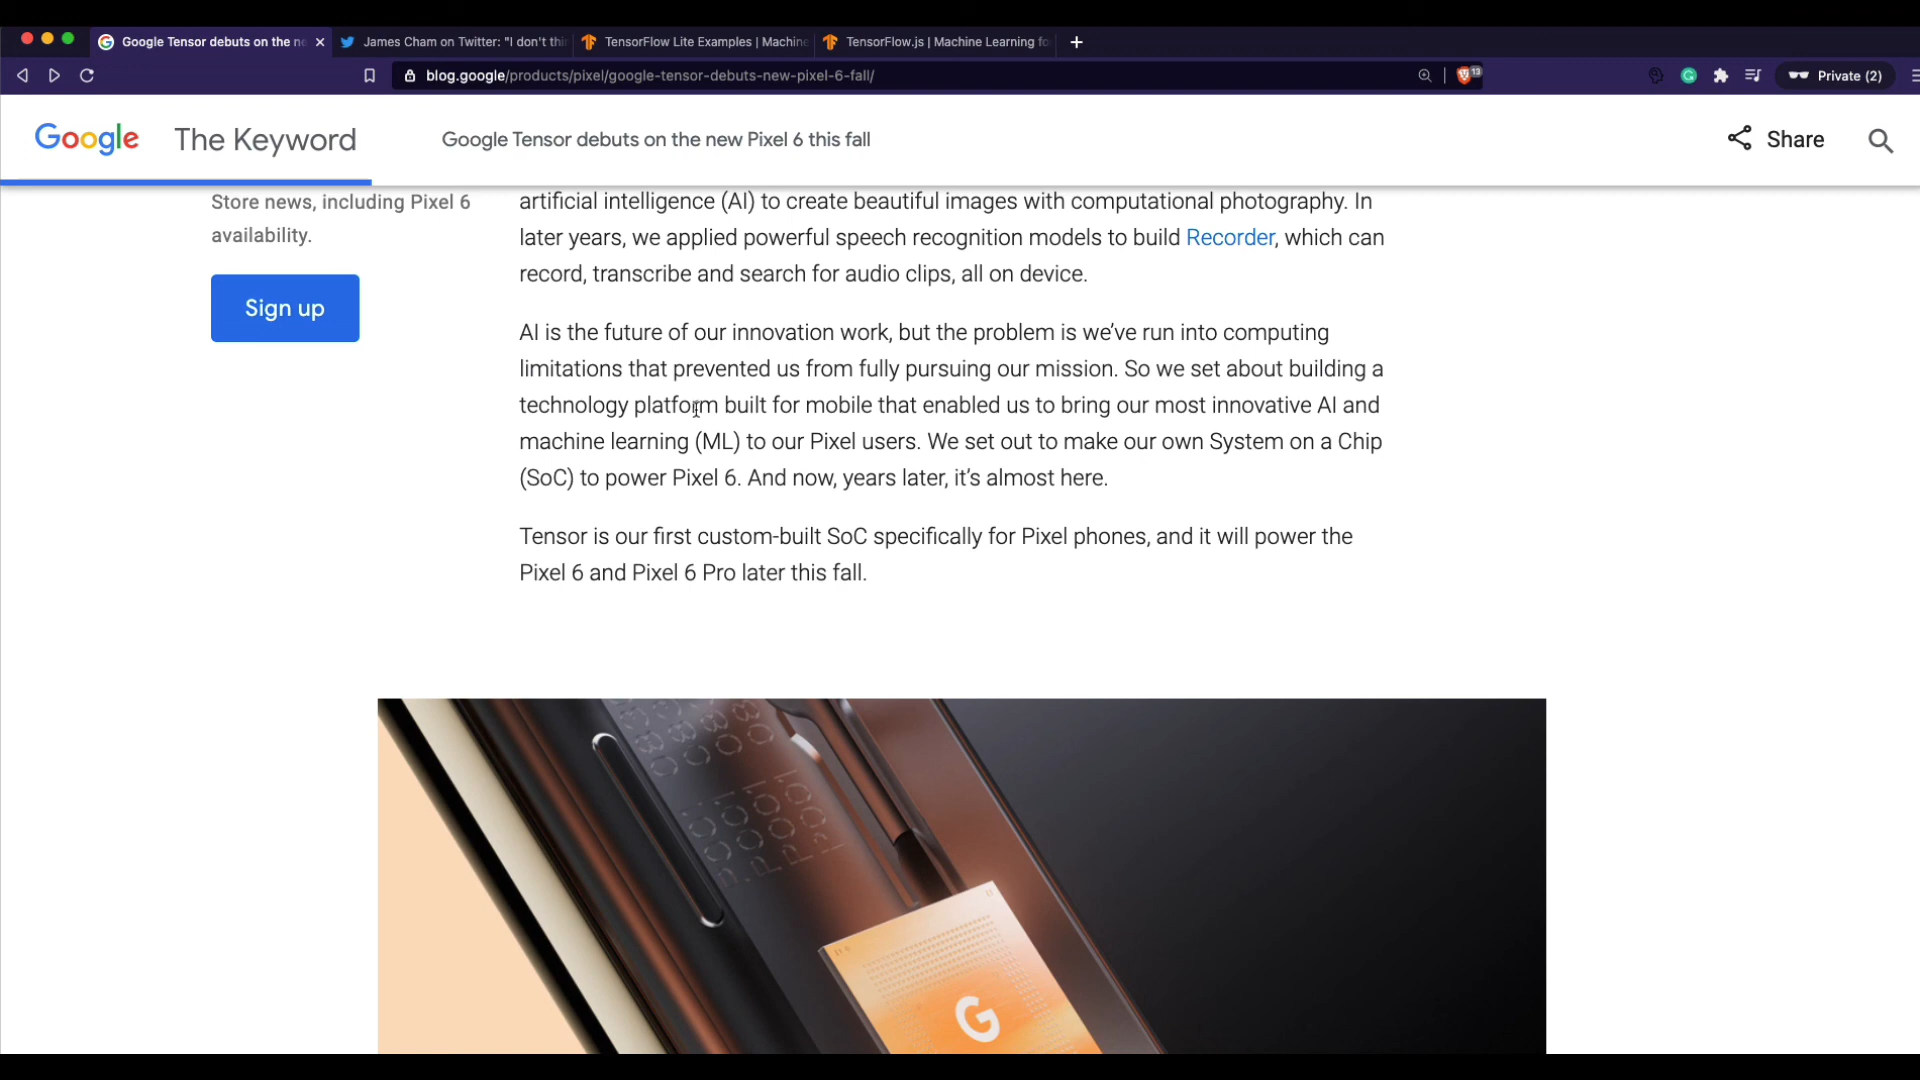 Google Tensor debuts on the ne
James Cham on Twitter: "I don't thi
TensorFlow Lite Examples | Machine
TensorFlow.js | Machine Learning fo
blog.google/products/pixel/google-tensor-debuts-new-pixel-6-fall/
13
Private (2)
Google The Keyword
Google Tensor debuts on the new Pixel 6 this fall
Share
Store news, including Pixel 6
availability.
Sign up
artificial intelligence (AI) to create beautiful images with computational photography. In
later years, we applied powerful speech recognition models to build Recorder, which can
record, transcribe and search for audio clips, all on device.
AI is the future of our innovation work, but the problem is we’ve run into computing
limitations that prevented us from fully pursuing our mission. So we set about building a
technology platform built for mobile that enabled us to bring our most innovative AI and
machine learning (ML) to our Pixel users. We set out to make our own System on a Chip
(SoC) to power Pixel 6. And now, years later, it’s almost here.
Tensor is our first custom-built SoC specifically for Pixel phones, and it will power the
Pixel 6 and Pixel 6 Pro later this fall.
G